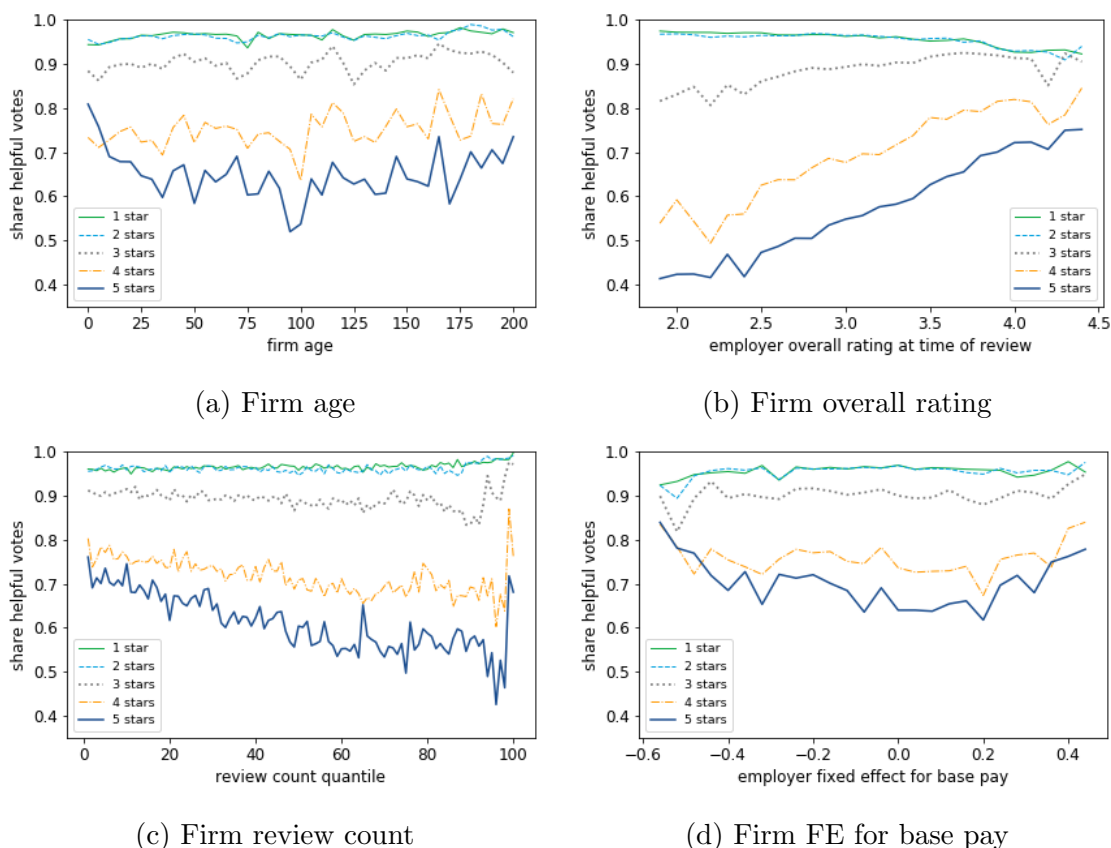 1.0
0.9
0.8
0.7
0.6
0.5
0.4
share helpful votes
1 star
2 stars
3 stars
4 stars
5 stars
0 25 50 75 100 125 150 175 200
firm age
(a) Firm age
1.0
0.9
0.8
0.7
0.6
0.5
0.4
share helpful votes
1 star
2 stars
3 stars
4 stars
5 stars
2.0 2.5 3.0 3.5 4.0 4.5
employer overall rating at time of review
(b) Firm overall rating
1.0
0.9
0.8
0.7
0.6
0.5
0.4
share helpful votes
1 star
2 stars
3 stars
4 stars
5 stars
0 20 40 60 80 100
review count quantile
(c) Firm review count
1.0
0.9
0.8
0.7
0.6
0.5
0.4
share helpful votes
1 star
2 stars
3 stars
4 stars
5 stars
−0.6 −0.4 −0.2 0.0 0.2 0.4
employer fixed effect for base pay
(d) Firm FE for base pay